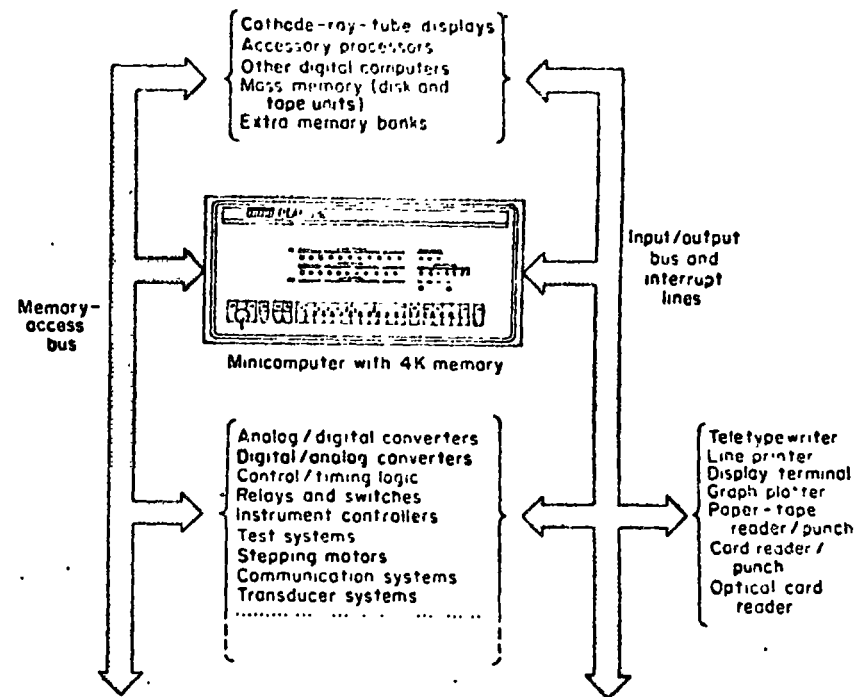 Cathode-ray-tube displays
Accessory processors
Other digital computers
Mass memory (disk and
tape units)
Extra memory banks
Input/output
bus and
interrupt
lines
Memory-
access
bus
Minicomputer with 4K memory
Analog/digital converters
Digital/analog converters
Control/timing logic
Relays and switches
Instrument controllers
Test systems
Stepping motors
Communication systems
Transducer systems
Teletypewriter
Line printer
Display terminal
Graph plotter
Paper-tape
reader/punch
Card reader/
punch
Optical card
reader